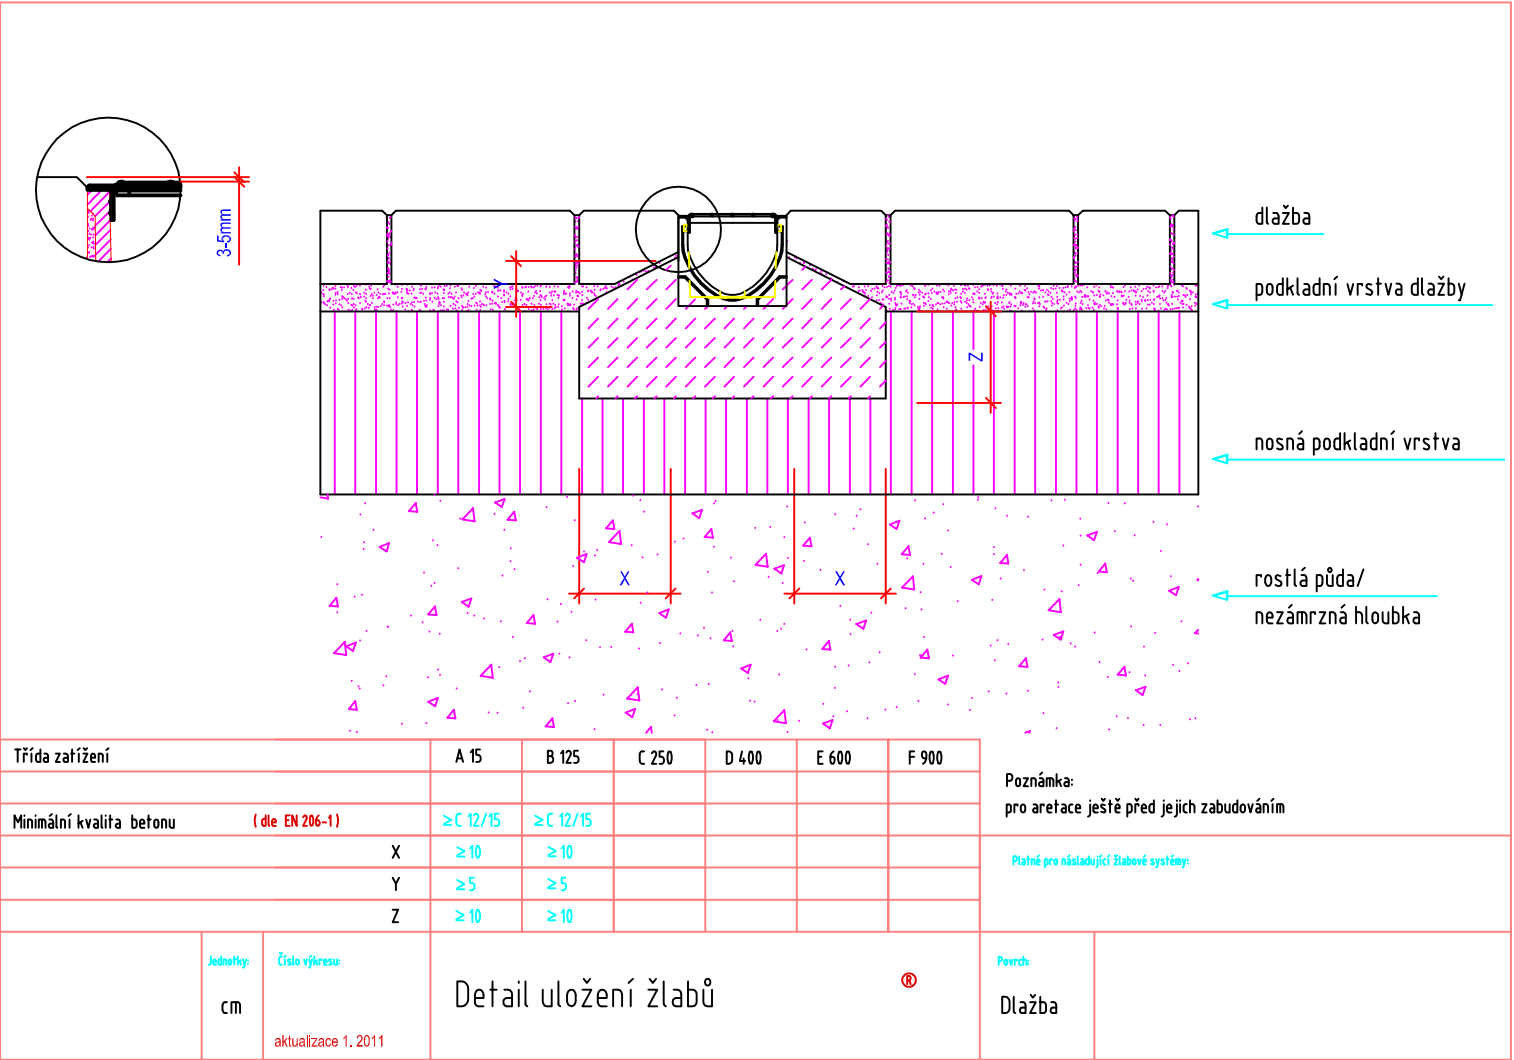 3-5mm
Y
Z
X
X
dlažba
podkladní vrstva dlažby
nosná podkladní vrstva
rostlá půda/
nezámrzná hloubka
Třída zatížení A 15 B 125 C 250 D 400 E 600 F 900
Minimální kvalita betonu ( dle EN 206-1 ) ≥ C 12/15 ≥ C 12/15
X ≥ 10 ≥ 10
Y ≥ 5 ≥ 5
Z ≥ 10 ≥ 10
Poznámka:
pro aretace ještě před jejich zabudováním
Platné pro násladující žlabové systémy:
Jednotky:
cm
Číslo výkresu:
aktualizace 1. 2011
Detail uložení žlabů ®
Povrch:
Dlažba